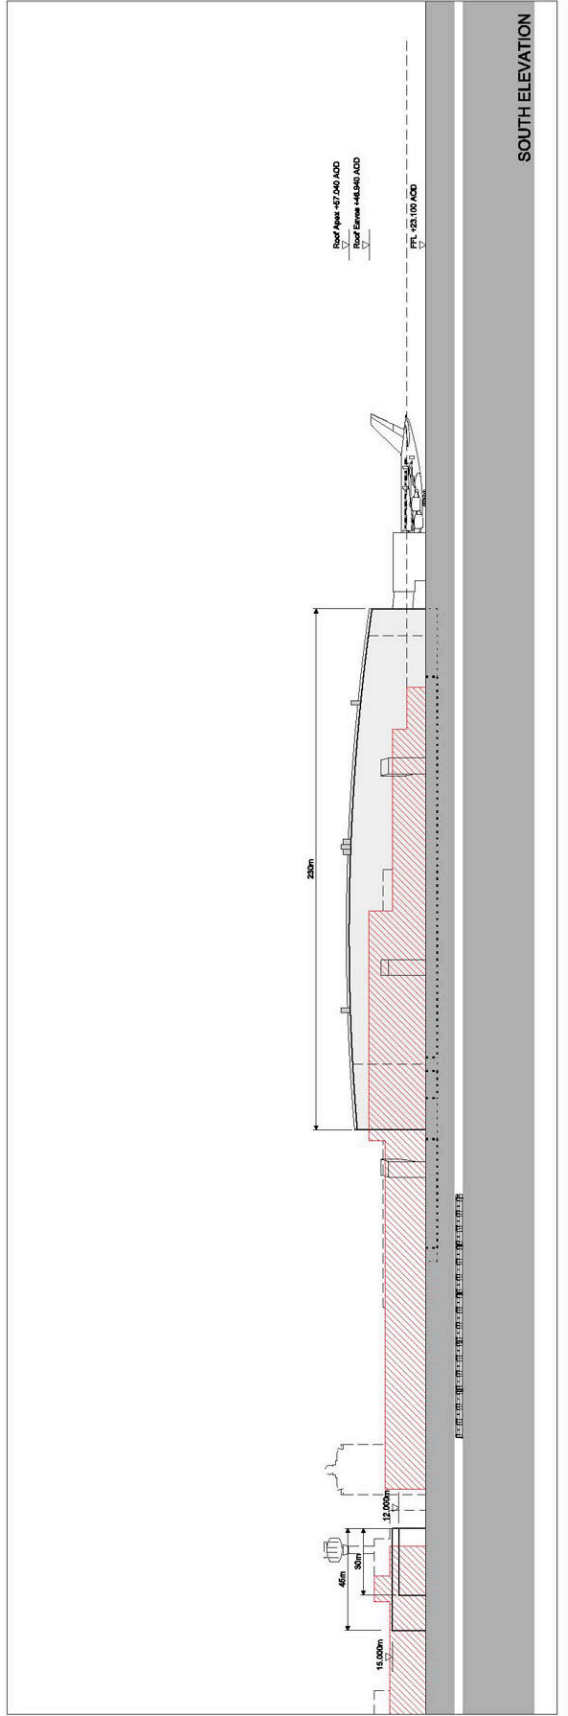 SOUTH ELEVATION
Roof Apex +57.040 AOD
Roof Eaves +46.940 AOD
FFL +23.100 AOD
230m
12.000m
30m
45m
15.000m